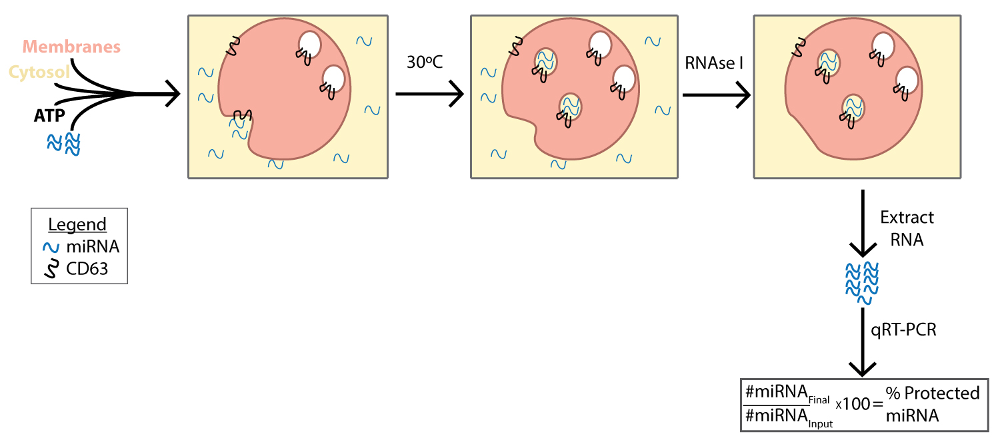 Membranes
Cytosol
ATP
30ºC
RNAse I
Extract
RNA
qRT-PCR
#miRNAFinal
#miRNAInput
x100=
% Protected
miRNA
Legend
miRNA
CD63